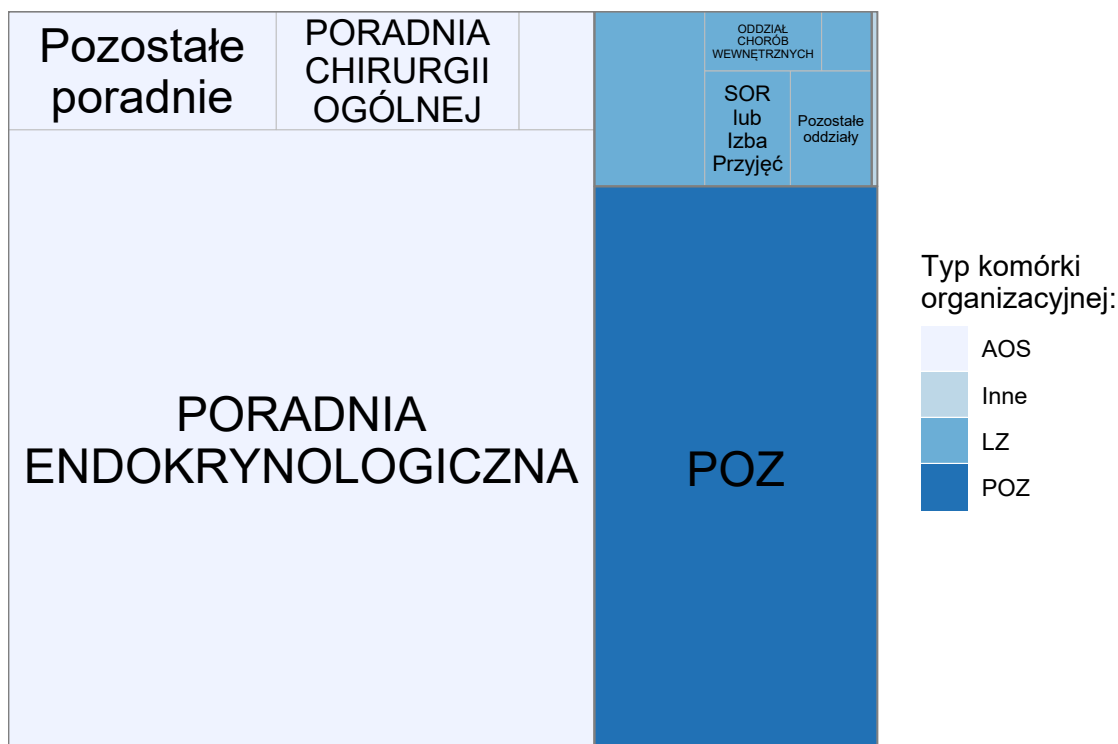 Pozostałe
poradnie
PORADNIA
CHIRURGII
OGÓLNEJ
ODDZIAŁ
CHORÓB
WEWNĘTRZNYCH
SOR
lub
Izba
Przyjęć
Pozostałe
oddziały
PORADNIA
ENDOKRYNOLOGICZNA
POZ
Typ komórki
organizacyjnej:
AOS
Inne
LZ
POZ